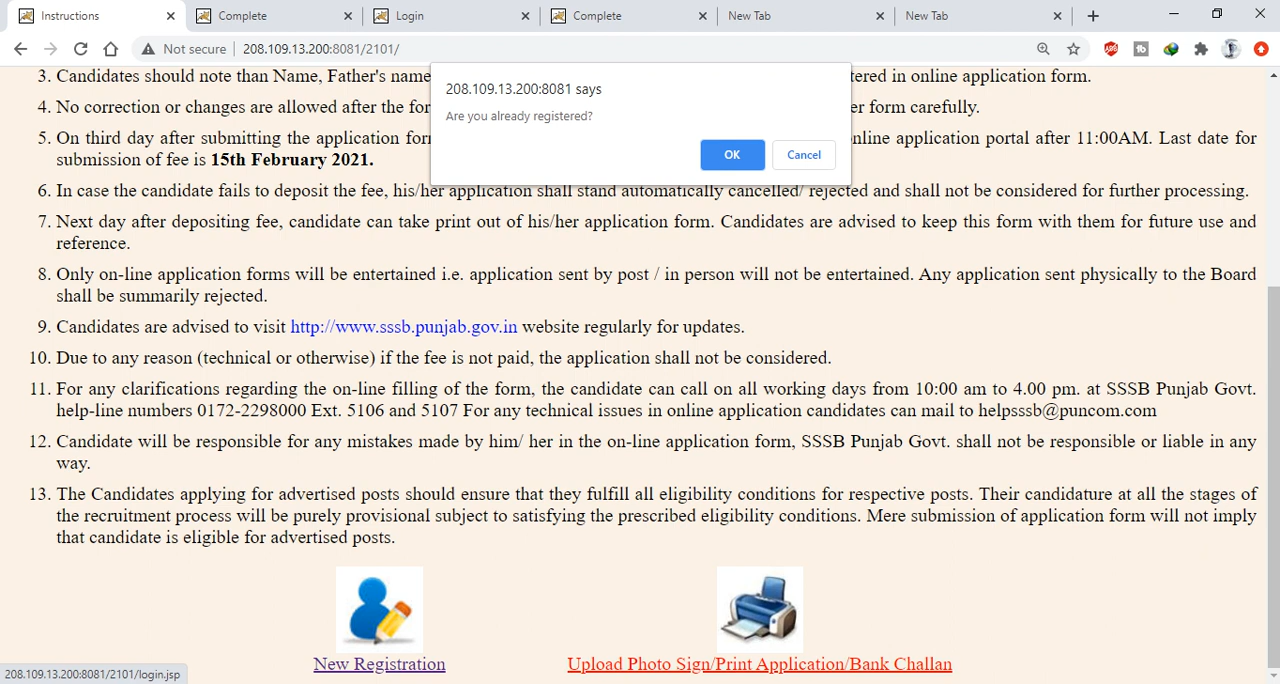 Instructions
Complete
Login
Complete
New Tab
New Tab
Not secure
208.109.13.200:8081/2101/
208.109.13.200:8081 says
Are you already registered?
OK
Cancel
3. Candidates should note than Name, Father's name
tered in online application form.
4. No correction or changes are allowed after the for
er form carefully.
5. On third day after submitting the application form
nline application portal after 11:00AM. Last date for
submission of fee is 15th February 2021.
6. In case the candidate fails to deposit the fee, his/her application shall stand automatically cancelled/ rejected and shall not be considered for further processing.
7. Next day after depositing fee, candidate can take print out of his/her application form. Candidates are advised to keep this form with them for future use and
reference.
8. Only on-line application forms will be entertained i.e. application sent by post / in person will not be entertained. Any application sent physically to the Board
shall be summarily rejected.
9. Candidates are advised to visit http://www.sssb.punjab.gov.in website regularly for updates.
10. Due to any reason (technical or otherwise) if the fee is not paid, the application shall not be considered.
11. For any clarifications regarding the on-line filling of the form, the candidate can call on all working days from 10:00 am to 4.00 pm. at SSSB Punjab Govt.
help-line numbers 0172-2298000 Ext. 5106 and 5107 For any technical issues in online application candidates can mail to helpsssb@puncom.com
12. Candidate will be responsible for any mistakes made by him/ her in the on-line application form, SSSB Punjab Govt. shall not be responsible or liable in any
way.
13. The Candidates applying for advertised posts should ensure that they fulfill all eligibility conditions for respective posts. Their candidature at all the stages of
the recruitment process will be purely provisional subject to satisfying the prescribed eligibility conditions. Mere submission of application form will not imply
that candidate is eligible for advertised posts.
New Registration
Upload Photo Sign/Print Application/Bank Challan
208.109.13.200:8081/2101/login.jsp